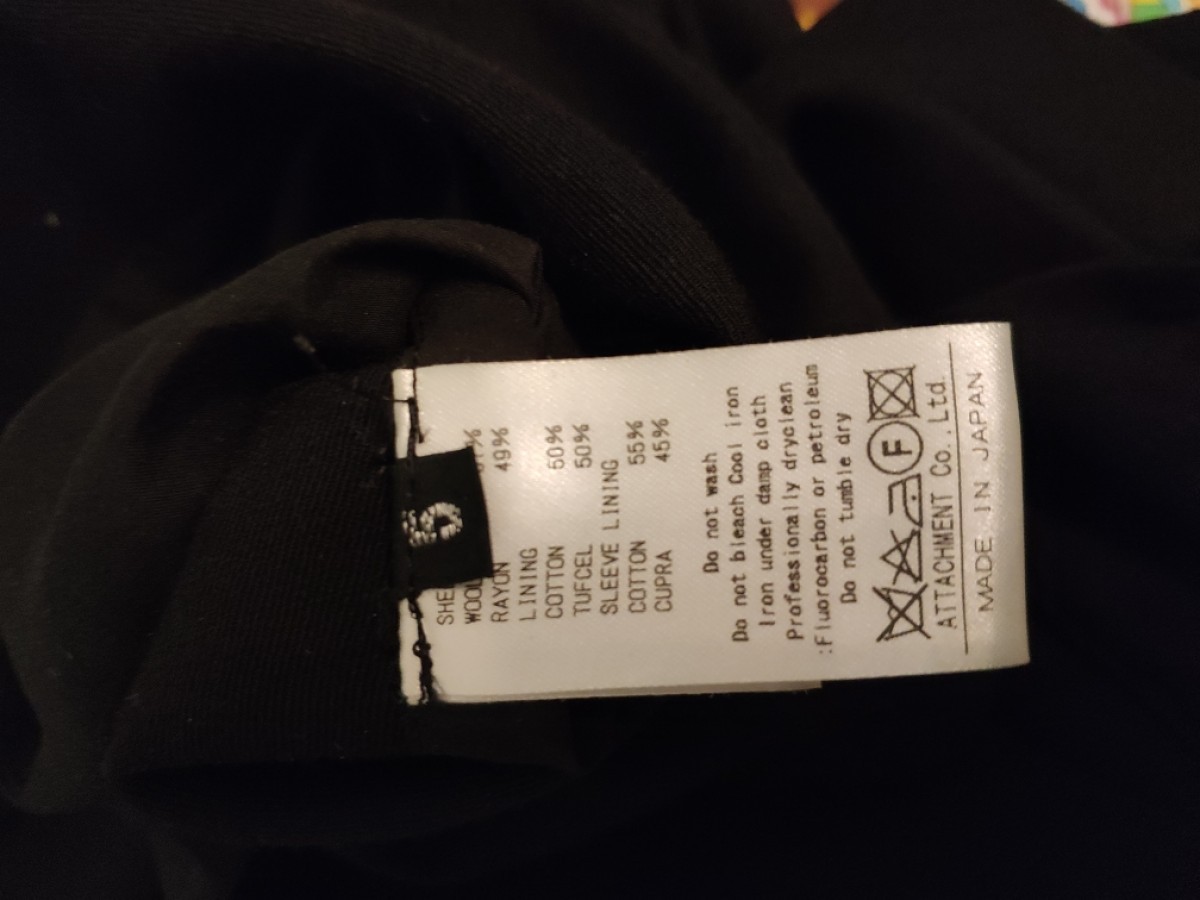 WOOL
RAYON 49%
LINING
COTTON 50%
TUFCEL 50%
SLEEVE LINING
COTTON 55%
CUPRA 45%
Do not wash
Do not bleach Cool iron
Iron under damp cloth
Professionally dryclean
:Fluorocarbon or petroleum
Do not tumble dry
F
ATTACHMENT Co.,Ltd.
MADE IN JAPAN